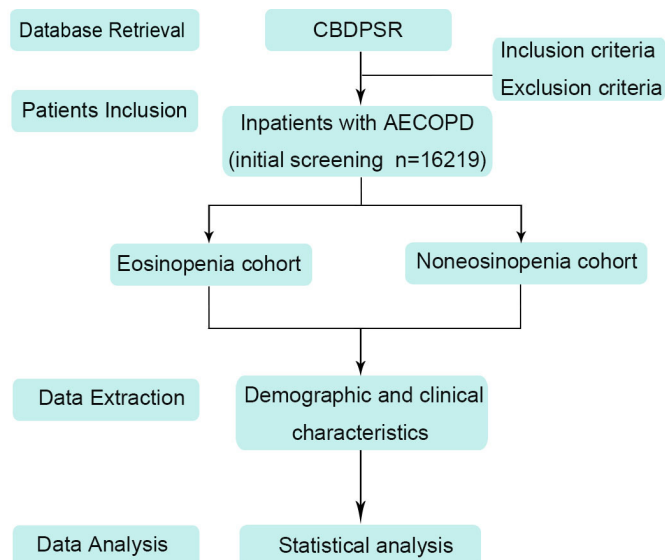 Database Retrieval
CBDPSR
Inclusion criteria
Exclusion criteria
Patients Inclusion
Inpatients with AECOPD
(initial screening n=16219)
Eosinopenia cohort
Noneosinopenia cohort
Data Extraction
Demographic and clinical
characteristics
Data Analysis
Statistical analysis